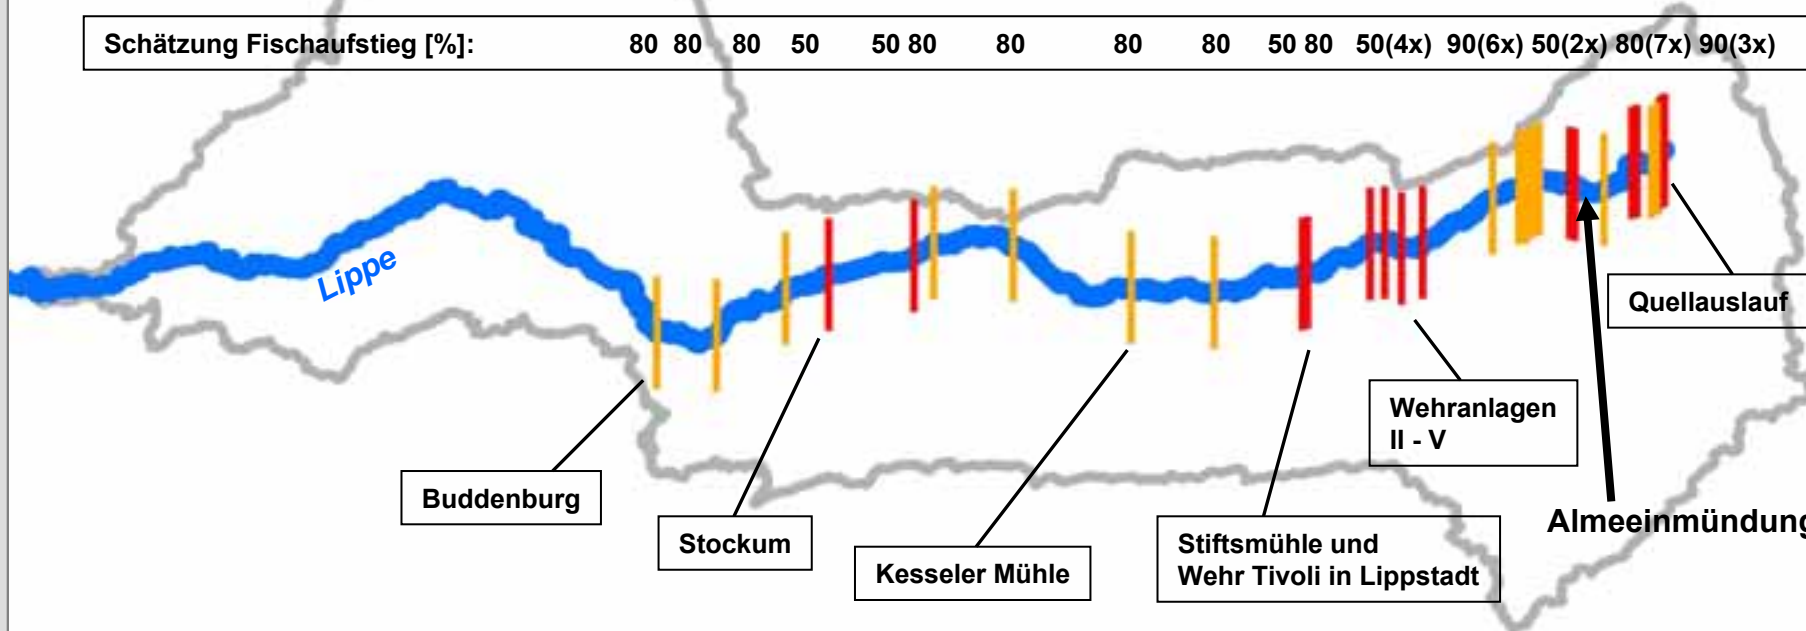 Schätzung Fischaufstieg [%]: 80 80 80 50 50 80 80 80 80 50 80 50(4x) 90(6x) 50(2x) 80(7x) 90(3x)
Lippe
Quellauslauf
Wehranlagen
II - V
Buddenburg
Almeeinmündung
Stockum
Stiftsmühle und
Wehr Tivoli in Lippstadt
Kesseler Mühle